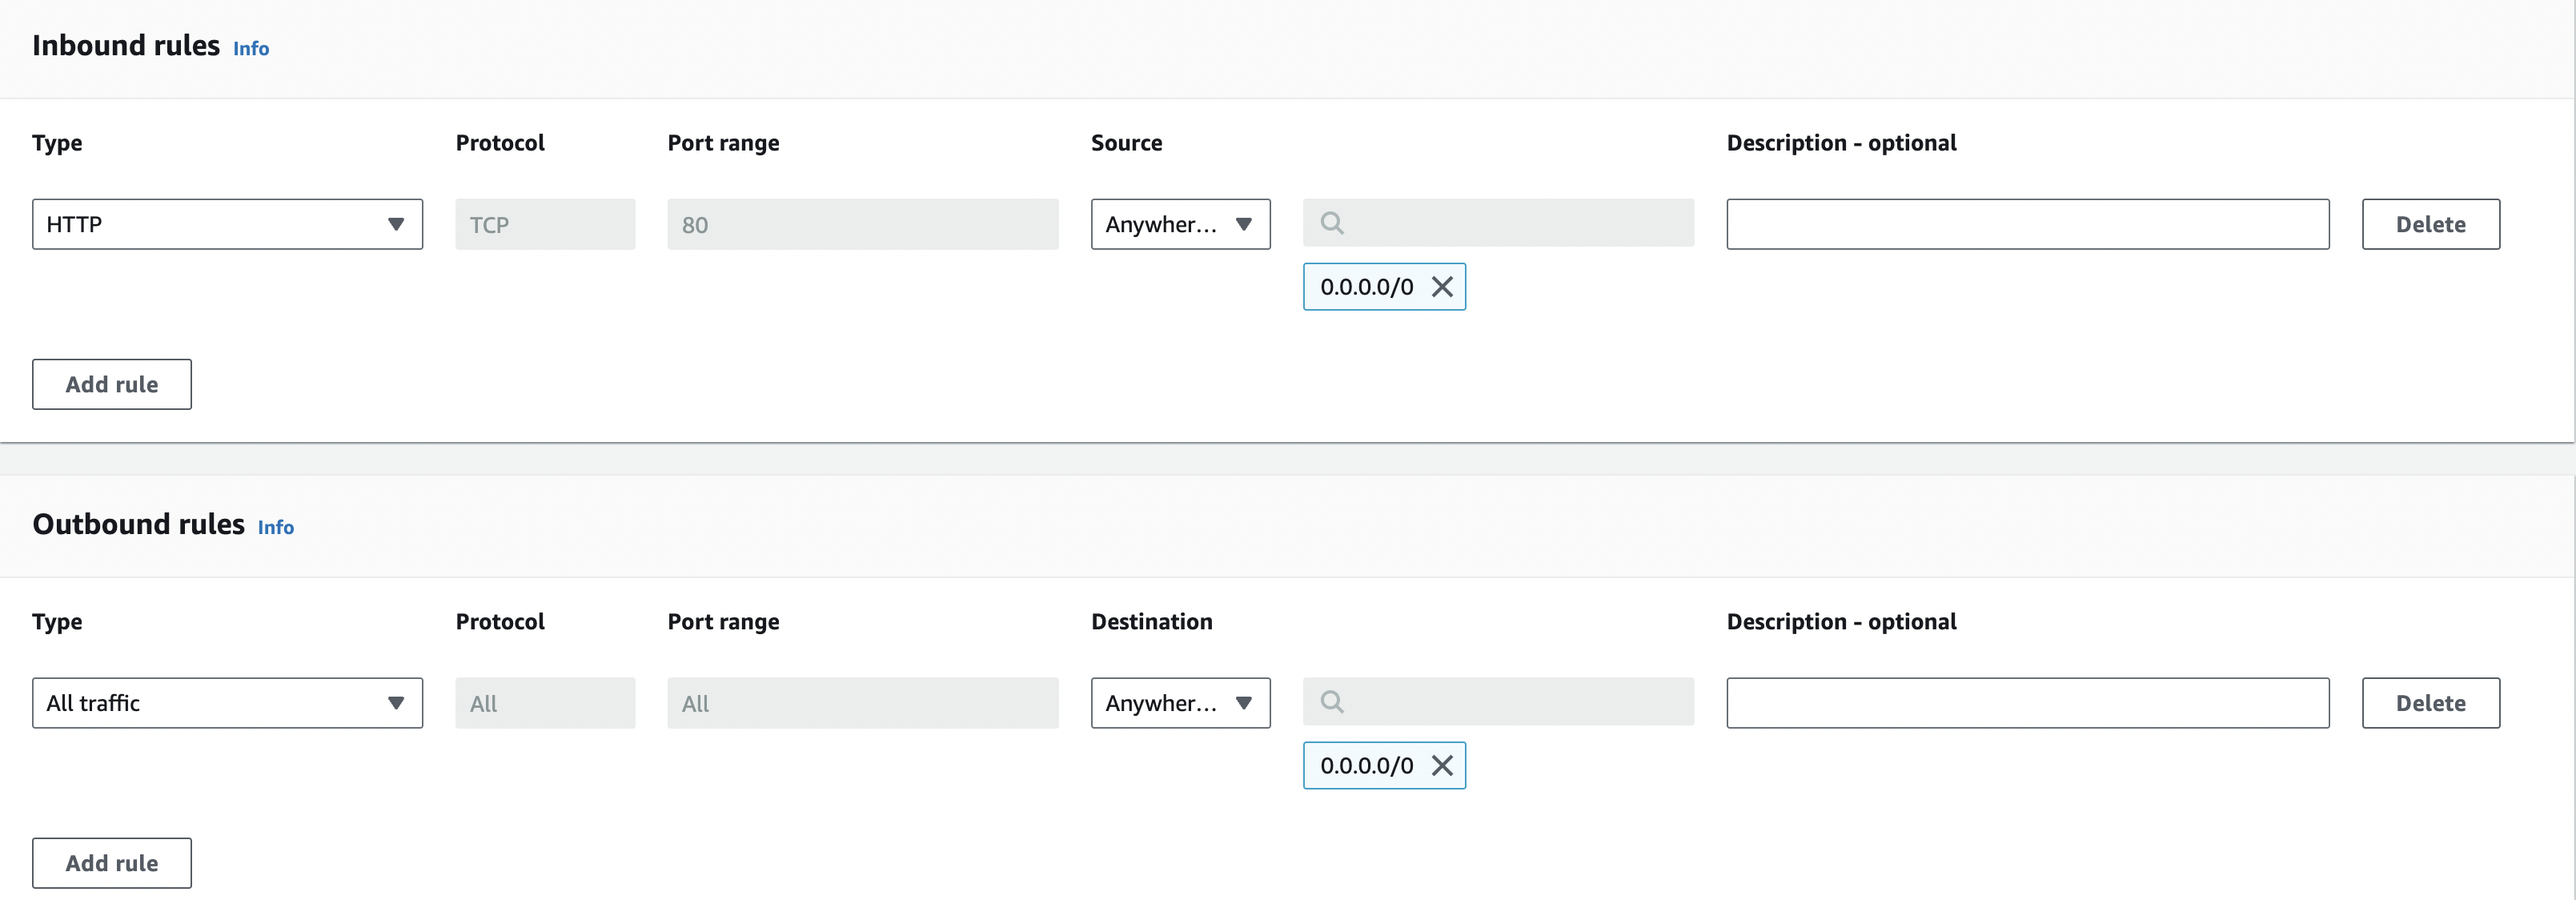 Inbound rules Info
Type Protocol Port range Source Description - optional
HTTP TCP 80 Anywher... Delete
0.0.0.0/0
Add rule
Outbound rules Info
Type Protocol Port range Destination Description - optional
All traffic All All Anywher... Delete
0.0.0.0/0
Add rule